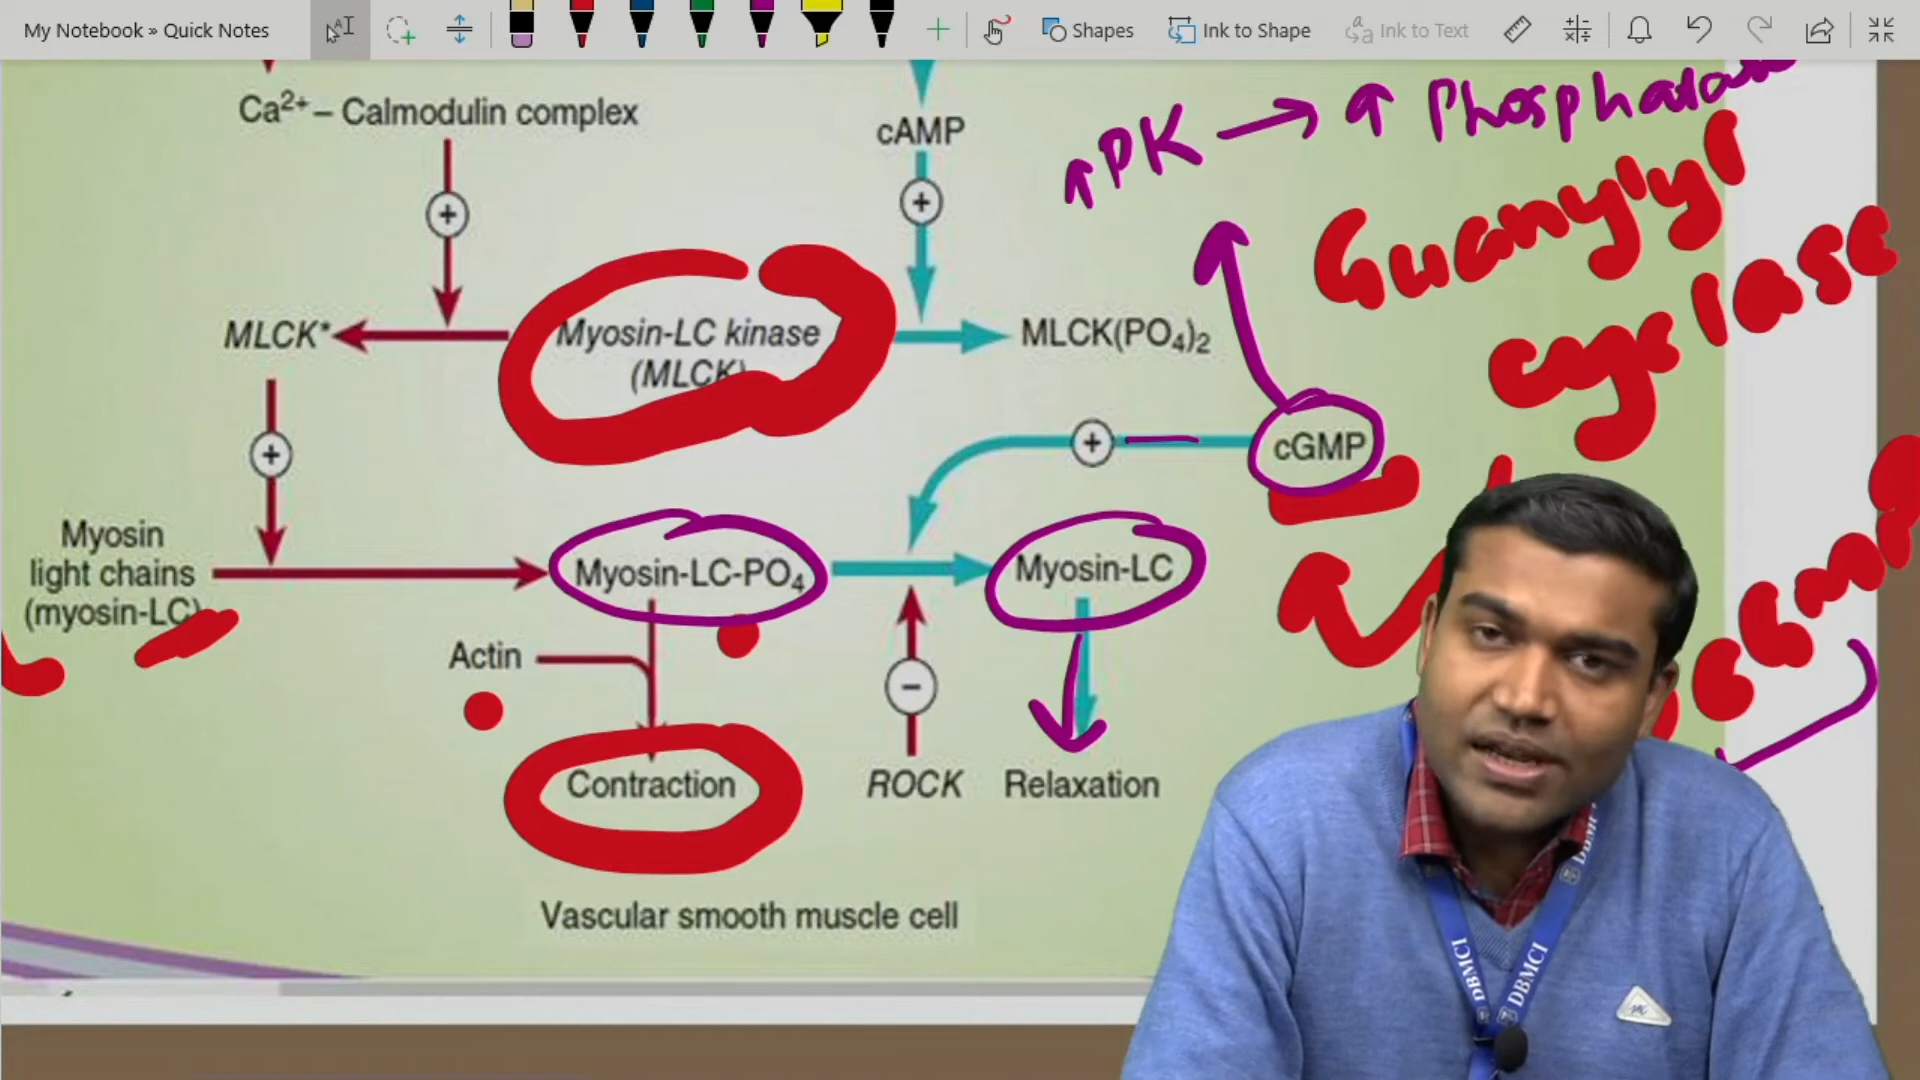 My Notebook » Quick Notes
Shapes
Ink to Shape
Ink to Text
Ca2+ – Calmodulin complex
cAMP
↑PK → ↑
Guanylyl
cyclase
+
+
MLCK*
Myosin-LC kinase
(MLCK)
MLCK(PO4)2
+
+
cGMP
Myosin
light chains
(myosin-LC)
Myosin-LC-PO4
Myosin-LC
Actin
–
Contraction
ROCK
Relaxation
Vascular smooth muscle cell
DBMCI
DBMCI
DBMCI